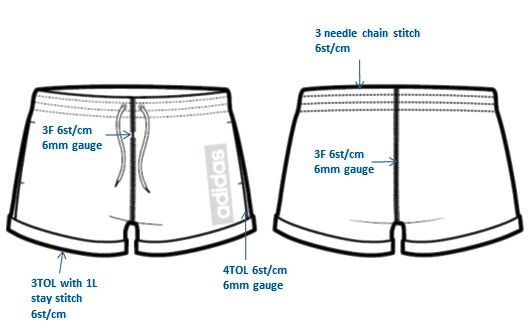 3 needle chain stitch
6st/cm
3F 6st/cm
6mm gauge
3F 6st/cm
6mm gauge
adidas
3TOL with 1L
stay stitch
6st/cm
4TOL 6st/cm
6mm gauge